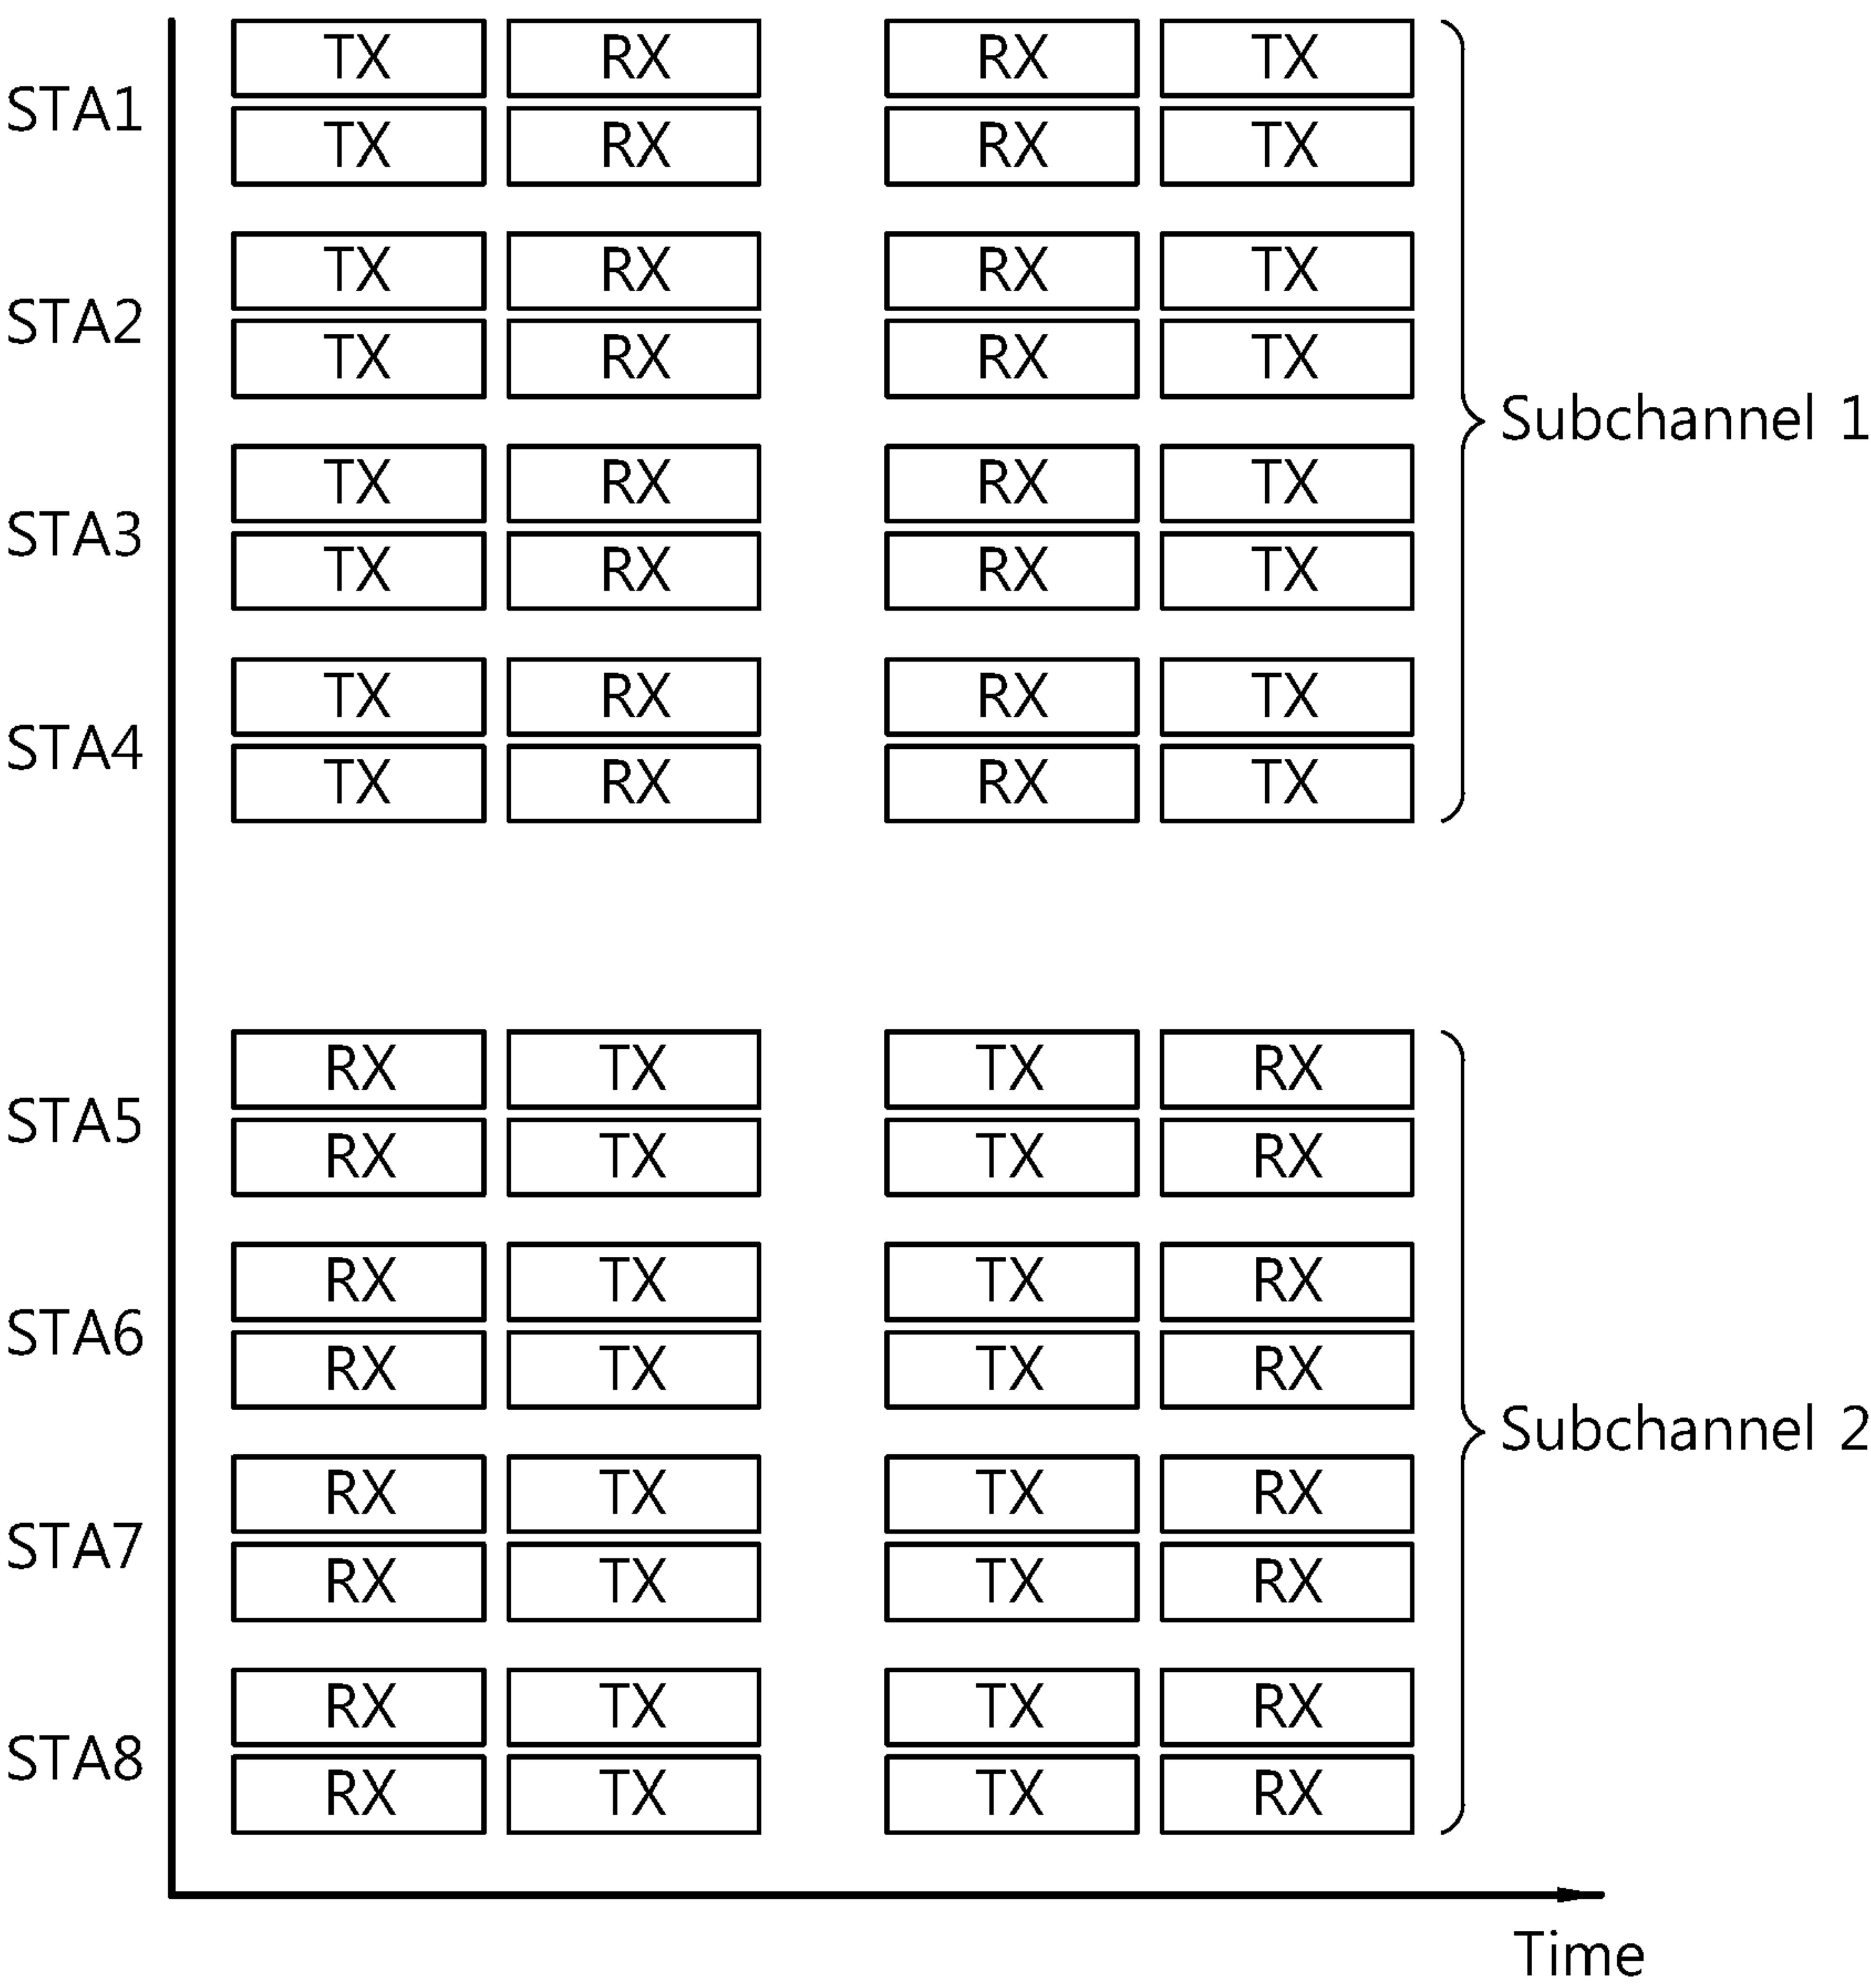 TX RX RX TX
STA1
TX RX RX TX
TX RX RX TX
STA2
TX RX RX TX
Subchannel 1
TX RX RX TX
STA3
TX RX RX TX
TX RX RX TX
STA4
TX RX RX TX
RX TX TX RX
STA5
RX TX TX RX
RX TX TX RX
STA6
RX TX TX RX
Subchannel 2
RX TX TX RX
STA7
RX TX TX RX
RX TX TX RX
STA8
RX TX TX RX
Time